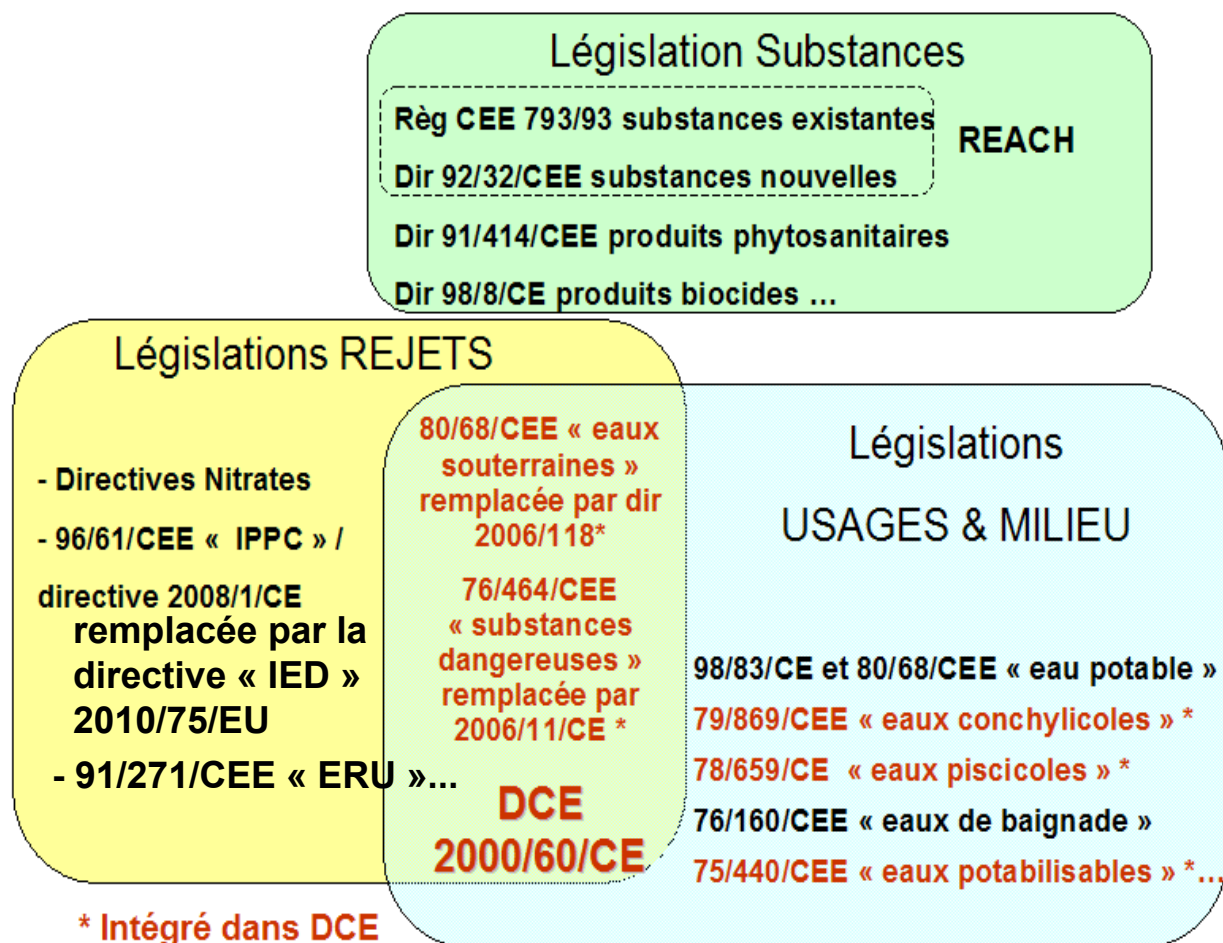 Législation Substances
Règ CEE 793/93 substances existantes
REACH
Dir 92/32/CEE substances nouvelles
Dir 91/414/CEE produits phytosanitaires
Dir 98/8/CE produits biocides ...
Législations REJETS
- Directives Nitrates
- 96/61/CEE « IPPC » /
directive 2008/1/CE
remplacée par la
directive « IED »
2010/75/EU
- 91/271/CEE « ERU »...
80/68/CEE « eaux
souterraines »
remplacée par dir
2006/118*
76/464/CEE
« substances
dangereuses »
remplacée par
2006/11/CE *
DCE
2000/60/CE
Législations
USAGES & MILIEU
98/83/CE et 80/68/CEE « eau potable »
79/869/CEE « eaux conchylicoles » *
78/659/CE « eaux piscicoles » *
76/160/CEE « eaux de baignade »
75/440/CEE « eaux potabilisables » *...
* Intégré dans DCE